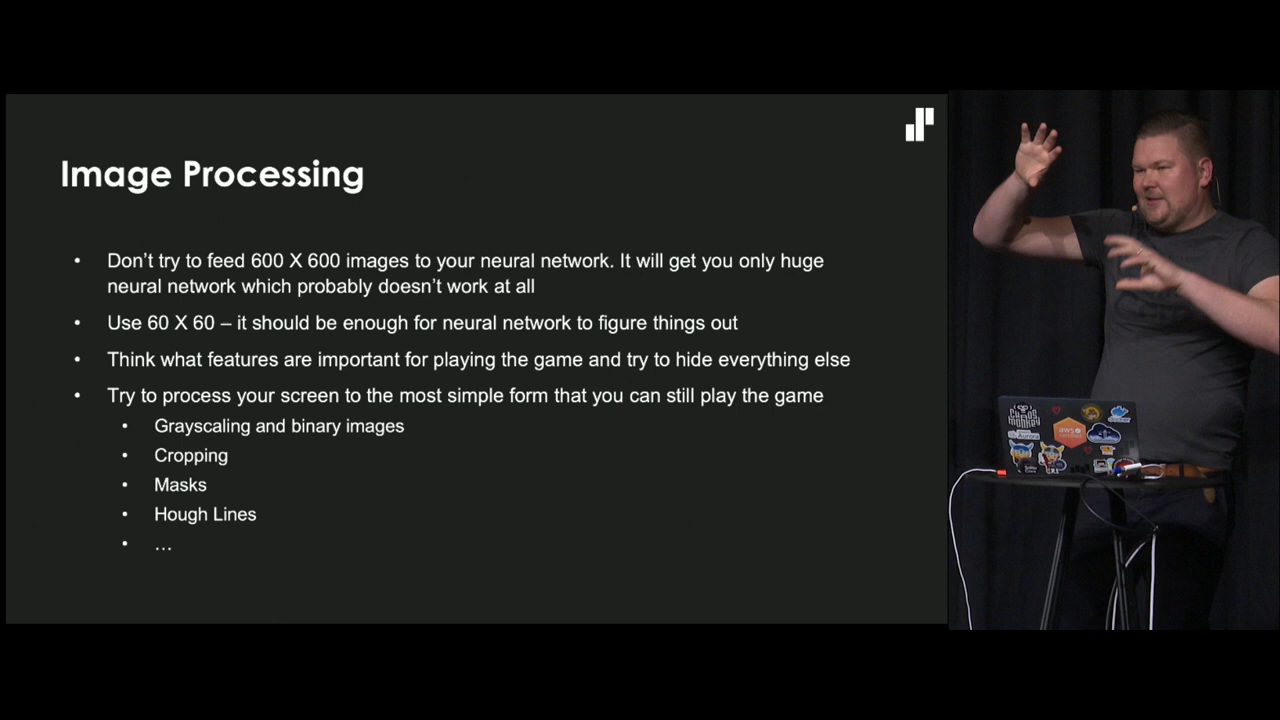 Image Processing
• Don't try to feed 600 X 600 images to your neural network. It will get you only huge
neural network which probably doesn't work at all
• Use 60 X 60 – it should be enough for neural network to figure things out
• Think what features are important for playing the game and try to hide everything else
• Try to process your screen to the most simple form that you can still play the game
• Grayscaling and binary images
• Cropping
• Masks
• Hough Lines
• …
CHAOS
MONKEY
aws